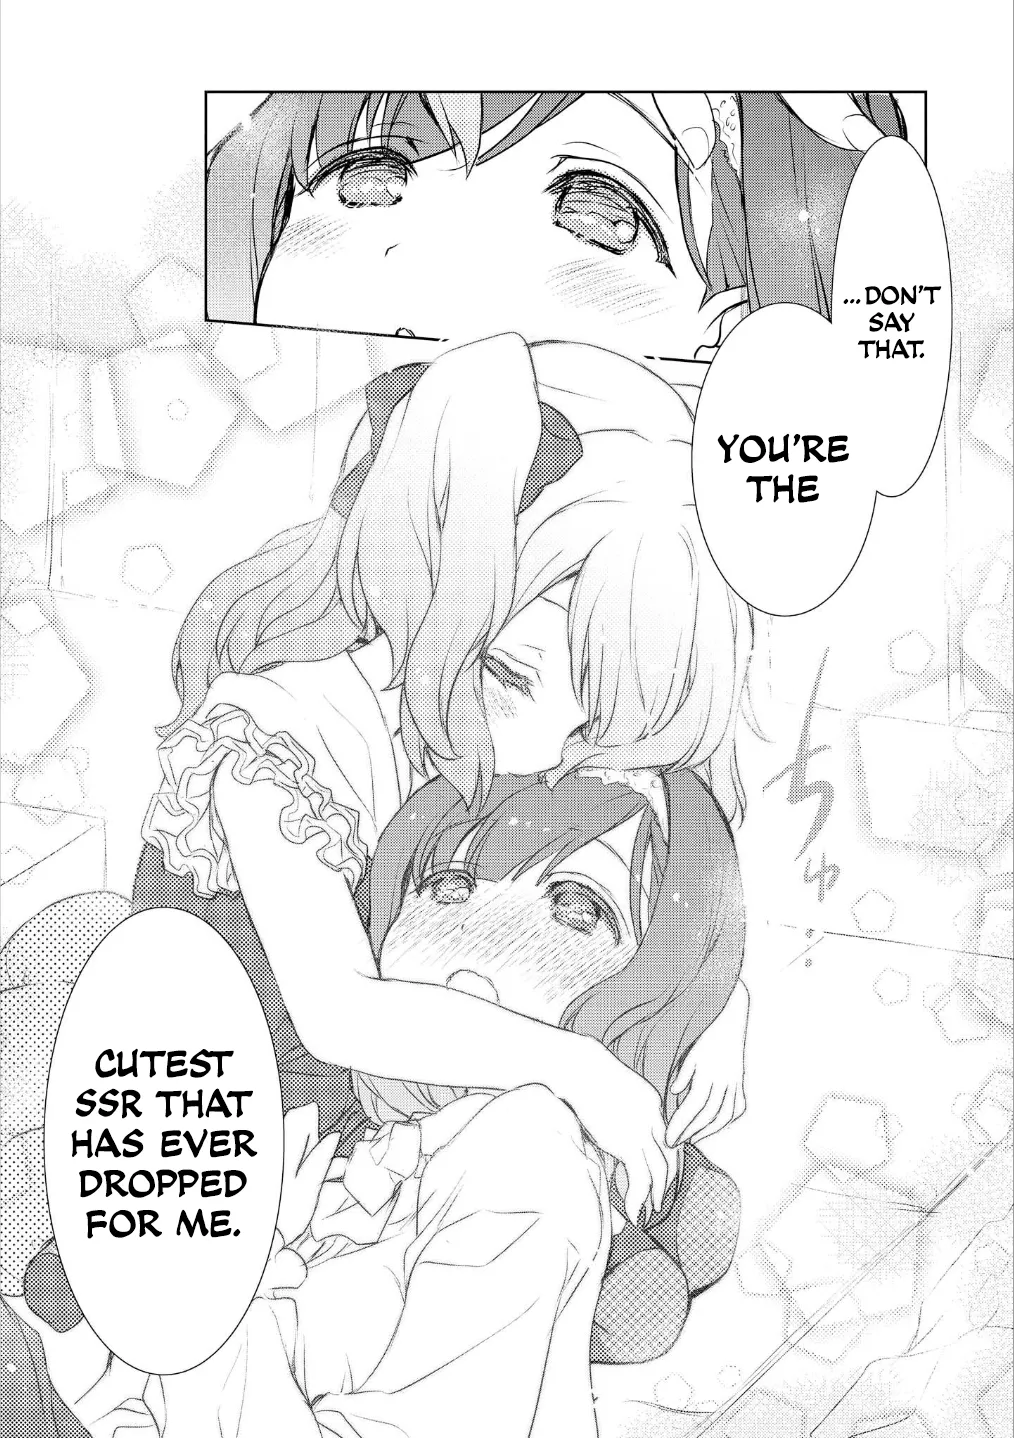 ...DON'T
SAY
THAT.
YOU'RE
THE
ちゅ
CUTEST
SSR THAT
HAS EVER
DROPPED
FOR ME.